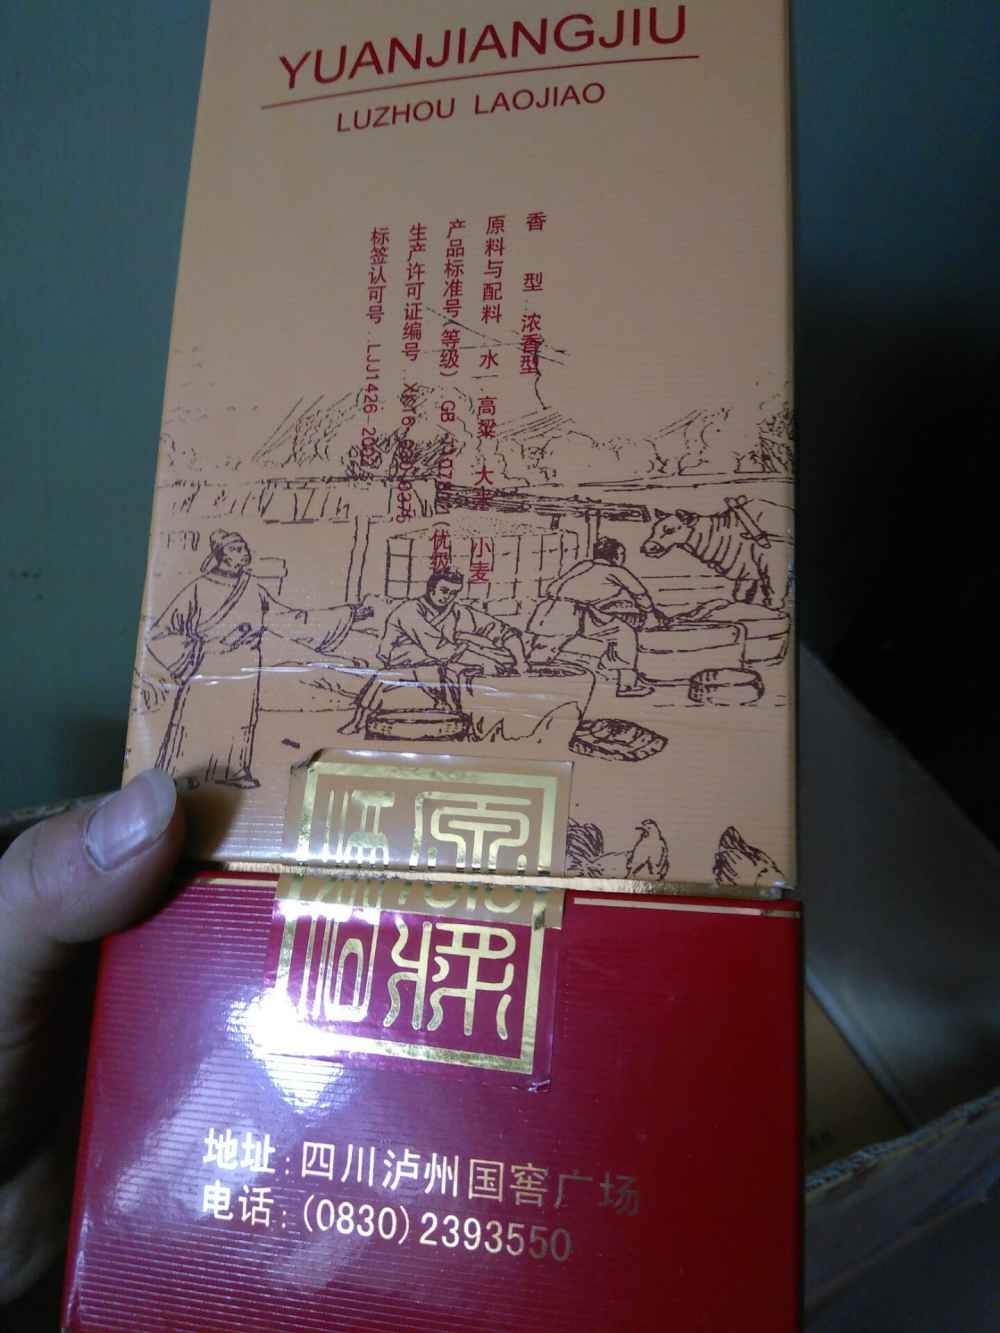 YUANJIANGJIU
LUZHOU LAOJIAO
香 型:浓香型
原料与配料 水 高粱 大米 小麦
产品标准号(等级) GB (优级
生产许可证编号
标签认可号:LJJ1426-2002
地址:四川泸州国窖广场
电话:(0830)2393550